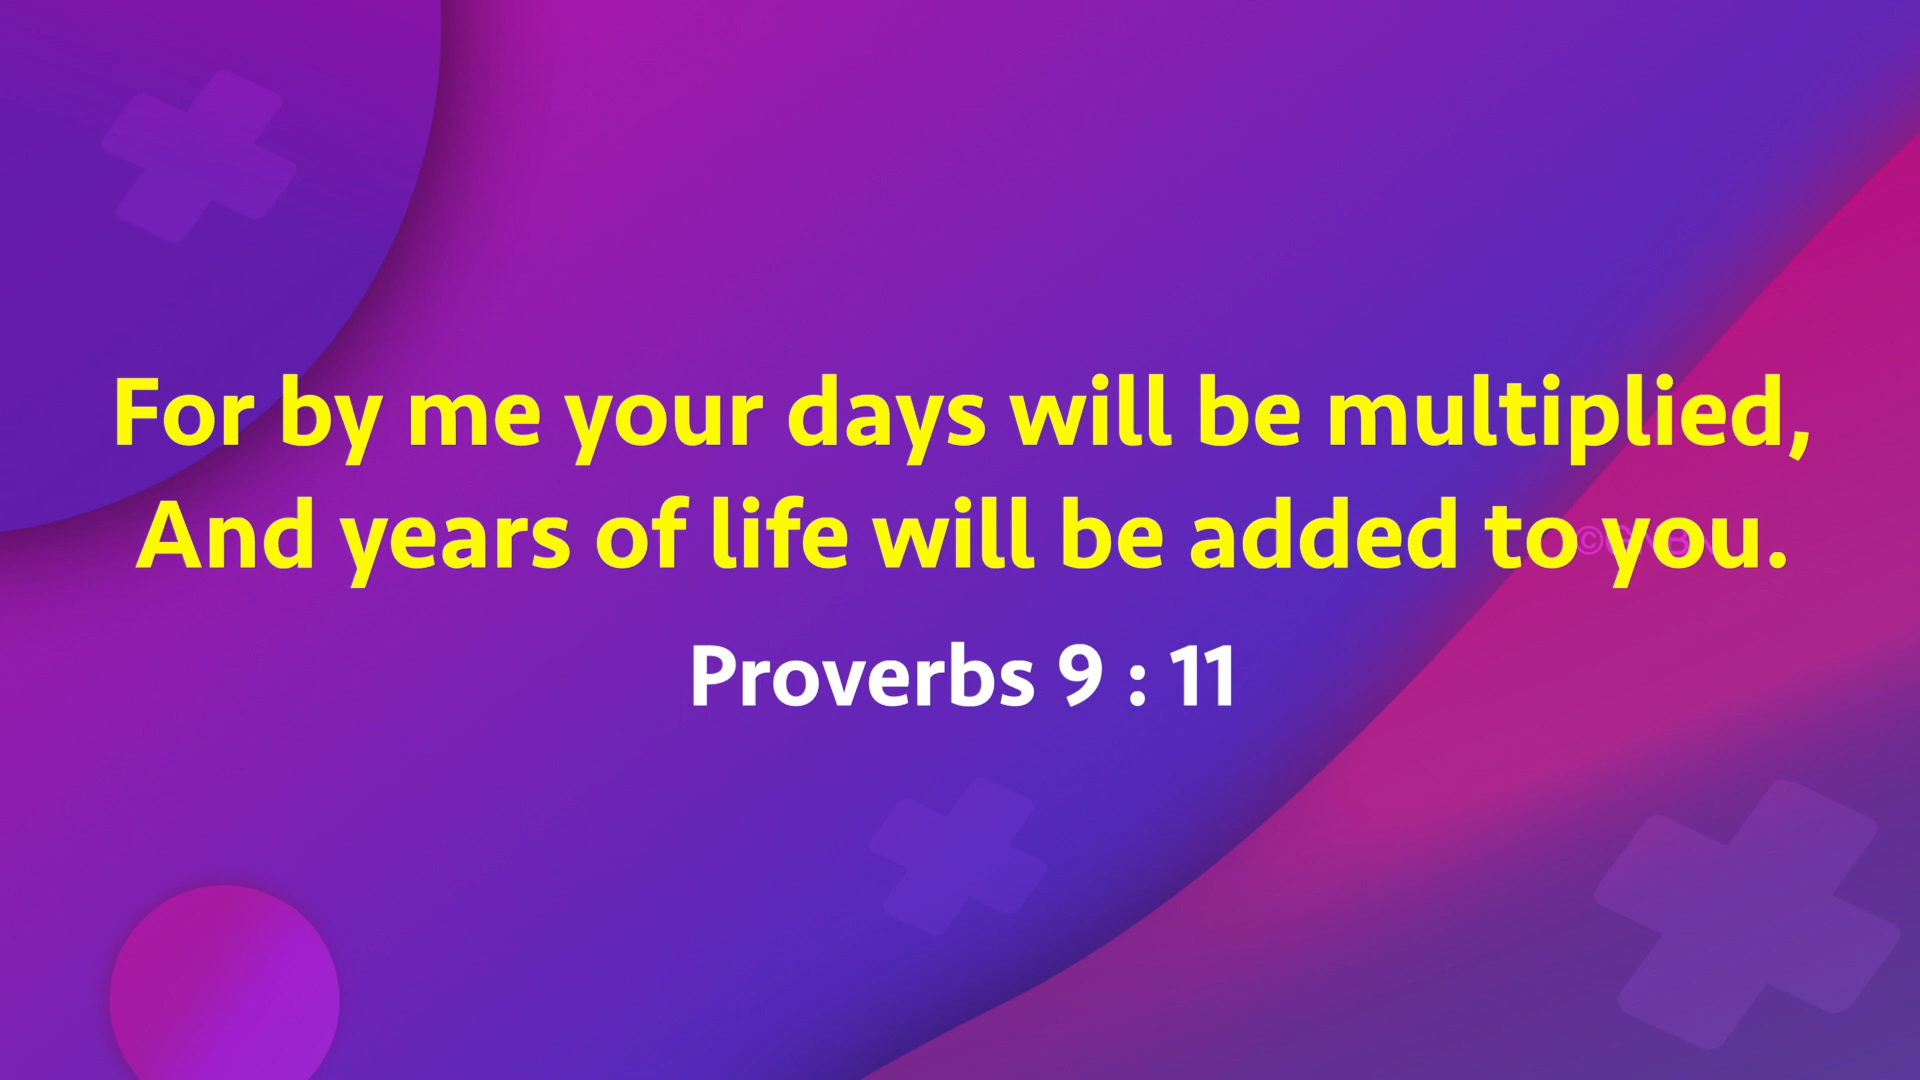 For by me your days will be multiplied,
And years of life will be added to you.
Proverbs 9 : 11